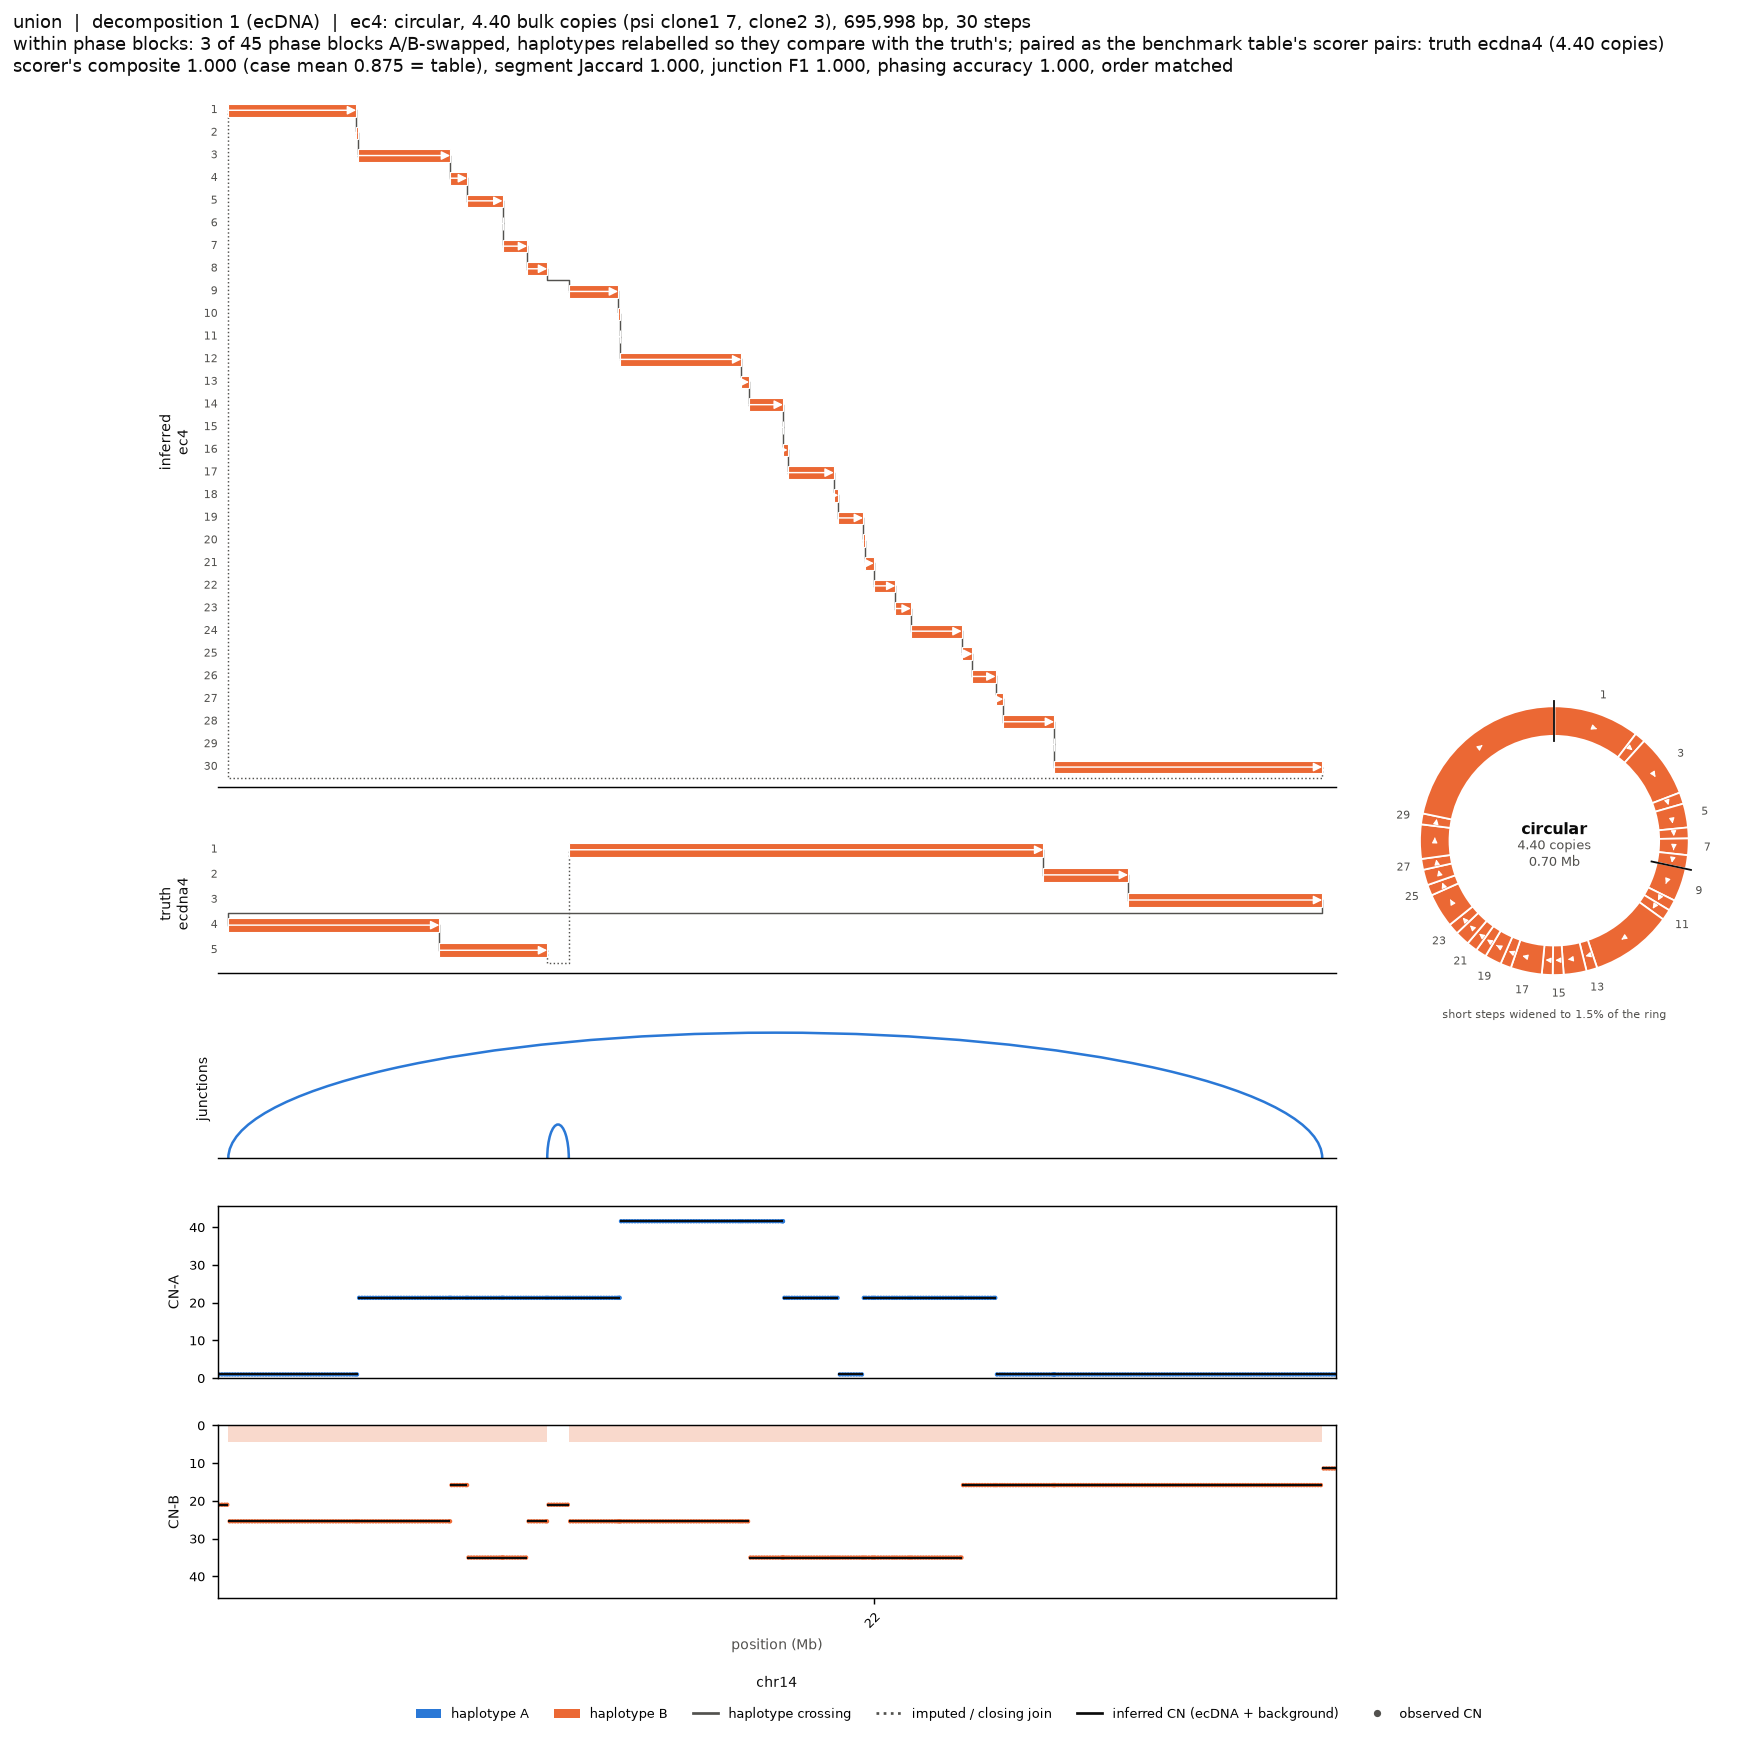 union | decomposition 1 (ecDNA) | ec4: circular, 4.40 bulk copies (psi clone1 7, clone2 3), 695,998 bp, 30 steps
within phase blocks: 3 of 45 phase blocks A/B-swapped, haplotypes relabelled so they compare with the truth's; paired as the benchmark table's scorer pairs: truth ecdna4 (4.40 copies)
scorer's composite 1.000 (case mean 0.875 = table), segment Jaccard 1.000, junction F1 1.000, phasing accuracy 1.000, order matched
inferred
ec4
1
2
3
4
5
6
7
8
9
10
11
12
13
14
15
16
17
18
19
20
21
22
23
24
25
26
27
28
29
30
truth
ecdna4
1
2
3
4
5
1
3
5
7
9
11
13
15
17
19
21
23
25
27
29
circular
4.40 copies
0.70 Mb
short steps widened to 1.5% of the ring
junctions
CN-A
40
30
20
10
0
CN-B
0
10
20
30
40
22
position (Mb)
chr14
haplotype A
haplotype B
haplotype crossing
imputed / closing join
inferred CN (ecDNA + background)
observed CN